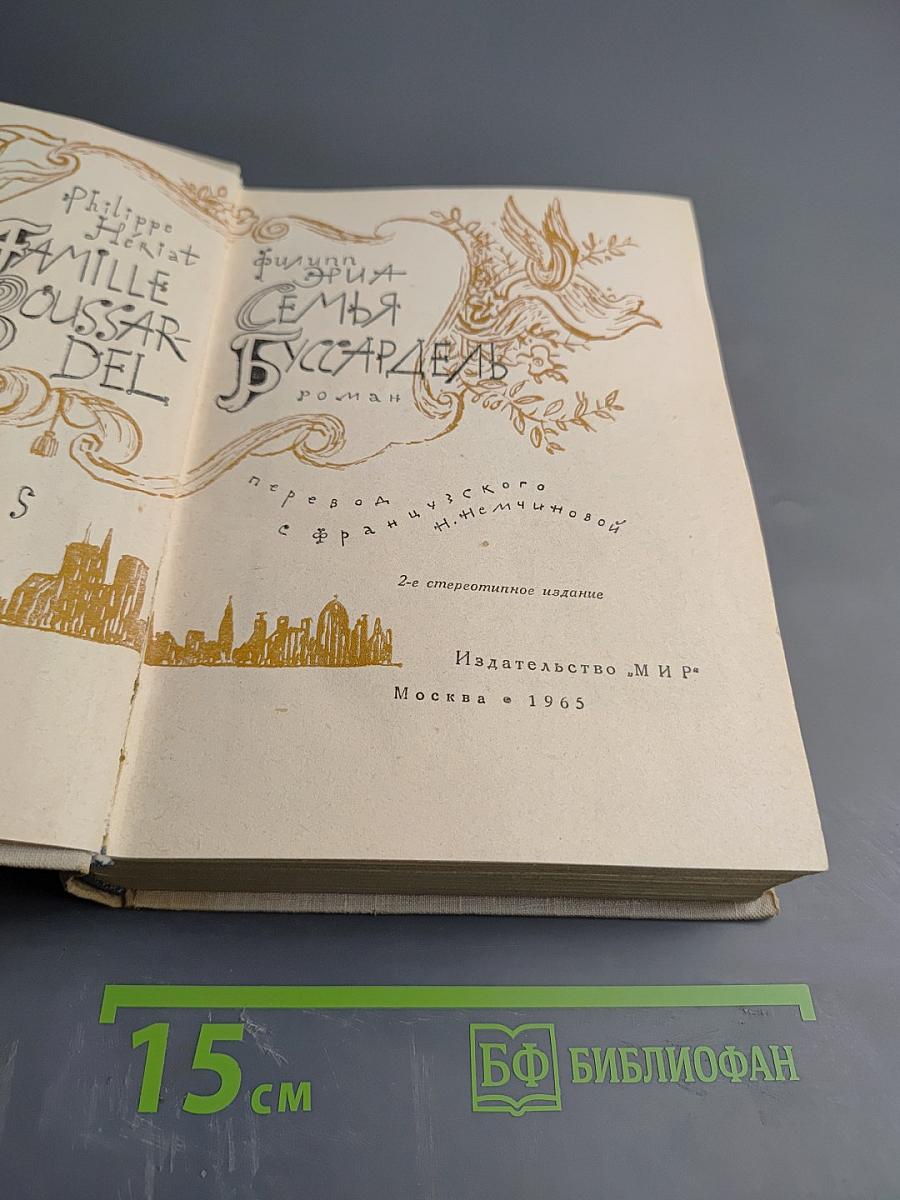 Philippe
Hériat
FAMILLE
BOUSSAR-
DEL
S
Филипп
ЭРИА
СЕМЬЯ
БУССАРДЕЛЬ
роман
перевод
с французского
Н. Немчиновой
2-е стереотипное издание
Издательство „МИР“
Москва • 1965
15 см
БФ БИБЛИОФАН